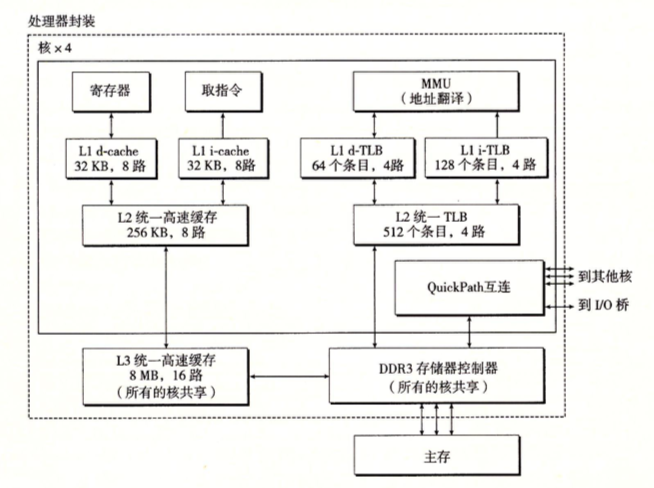 处理器封装
核×4
寄存器
取指令
MMU
（地址翻译）
L1 d-cache
32 KB，8 路
L1 i-cache
32 KB，8路
L1 d-TLB
64 个条目，4路
L1 i-TLB
128 个条目，4 路
L2 统一高速缓存
256 KB，8 路
L2 统一 TLB
512 个条目，4 路
QuickPath互连
到其他核
到 I/O 桥
L3 统一高速缓存
8 MB，16 路
（所有的核共享）
DDR3 存储器控制器
（所有的核共享）
主存